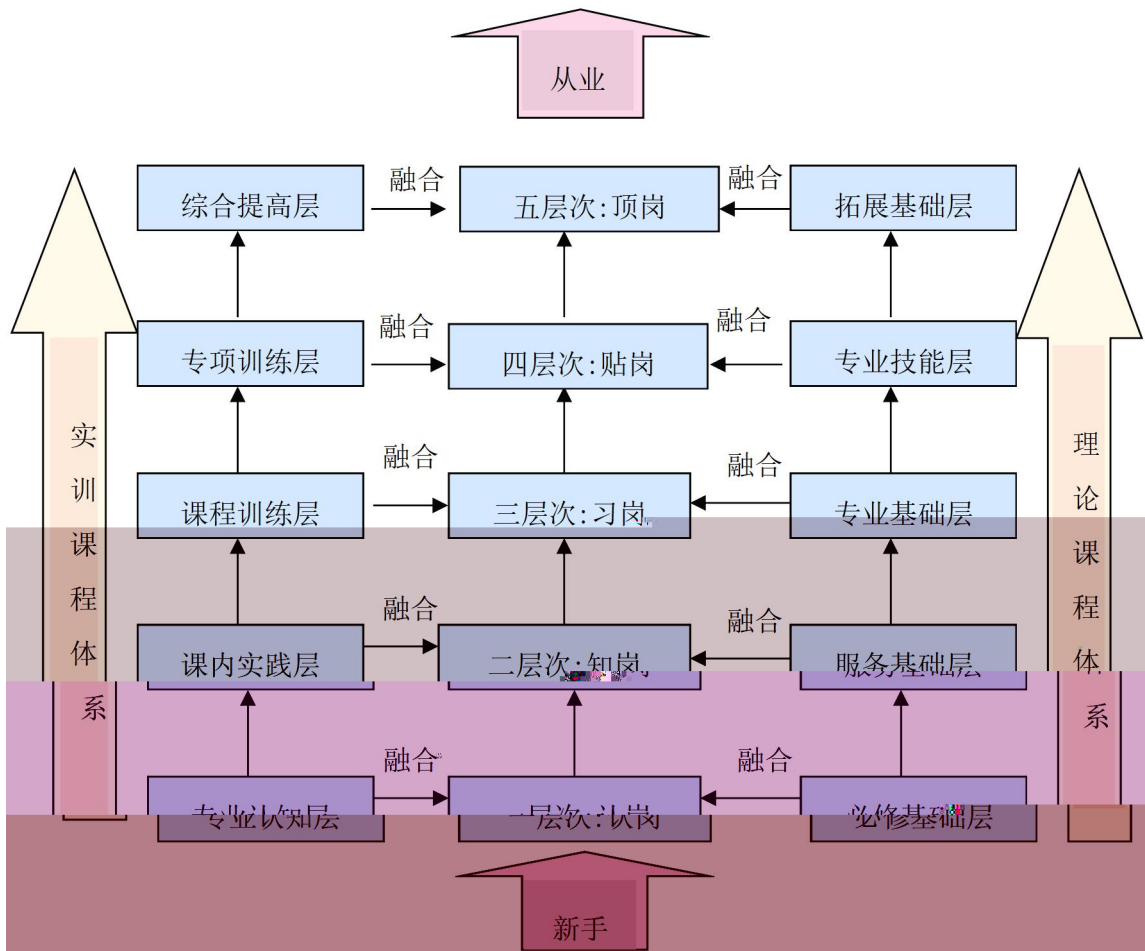 从业
融合
融合
综合提高层
五层次:顶岗
拓展基础层
融合
融合
专项训练层
四层次:贴岗
专业技能层
融合
融合
课程训练层
三层次:习岗
专业基础层
融合
融合
课内实践层
二层次:知岗
服务基础层
融合
融合
专业认知层
一层次:认岗
必修基础层
新手
实训课程体系
理论课程体系